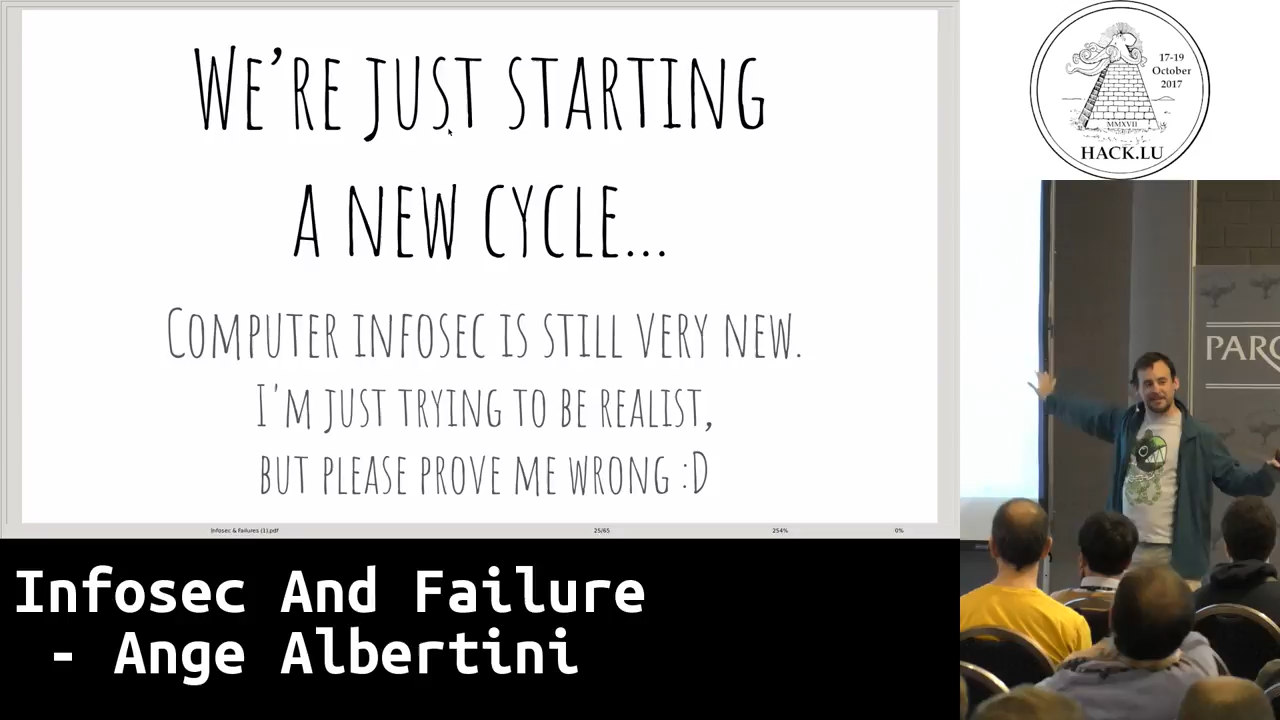 WE'RE JUST STARTING
A NEW CYCLE...
COMPUTER INFOSEC IS STILL VERY NEW.
I'M JUST TRYING TO BE REALIST,
BUT PLEASE PROVE ME WRONG :D
Infosec & Failures (1).pdf
25/65
254%
0%
Infosec And Failure
- Ange Albertini
17-19
October
2017
MMXVII
HACK.LU